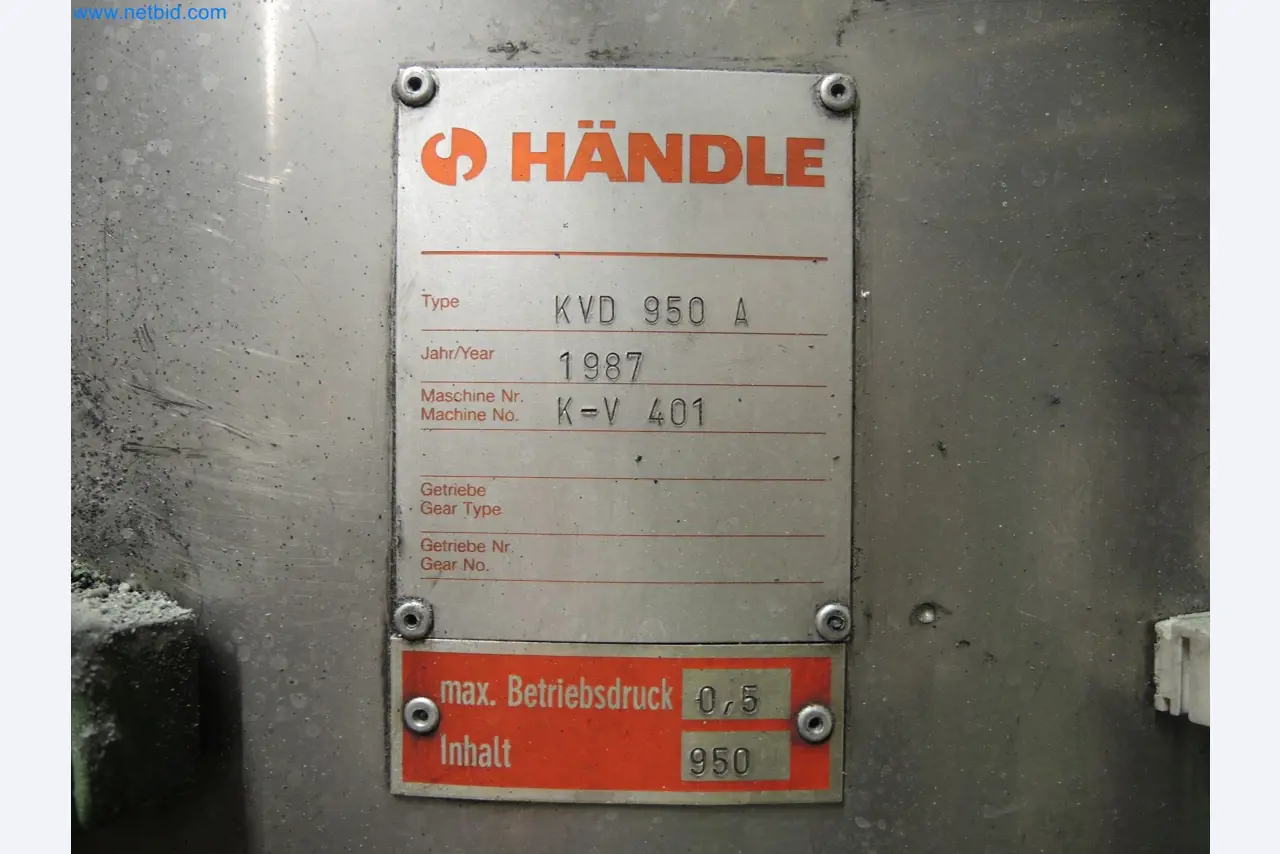 www.netbid.com
HÄNDLE
Type KVD 950 A
Jahr/Year 1987
Maschine Nr.
Machine No. K-V 401
Getriebe
Gear Type
Getriebe Nr.
Gear No.
max. Betriebsdruck 0,5
Inhalt 950